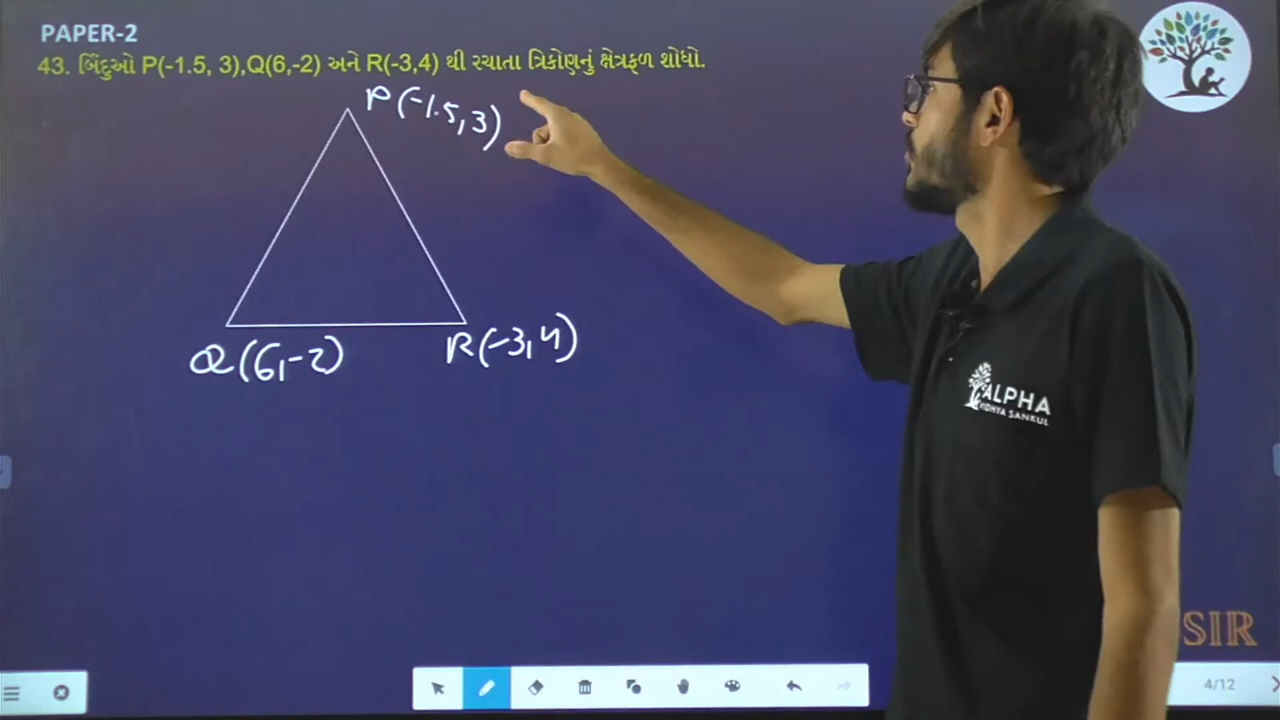 PAPER-2
43. બિંદુઓ P(-1.5, 3),Q(6,-2) અને R(-3,4) થી રચાતા ત્રિકોણનું ક્ષેત્રફળ શોધો.
P(-1.5, 3)
Q(6,-2)
R(-3,4)
ALPHA
VIDHYA SANKUL
SIR
4/12